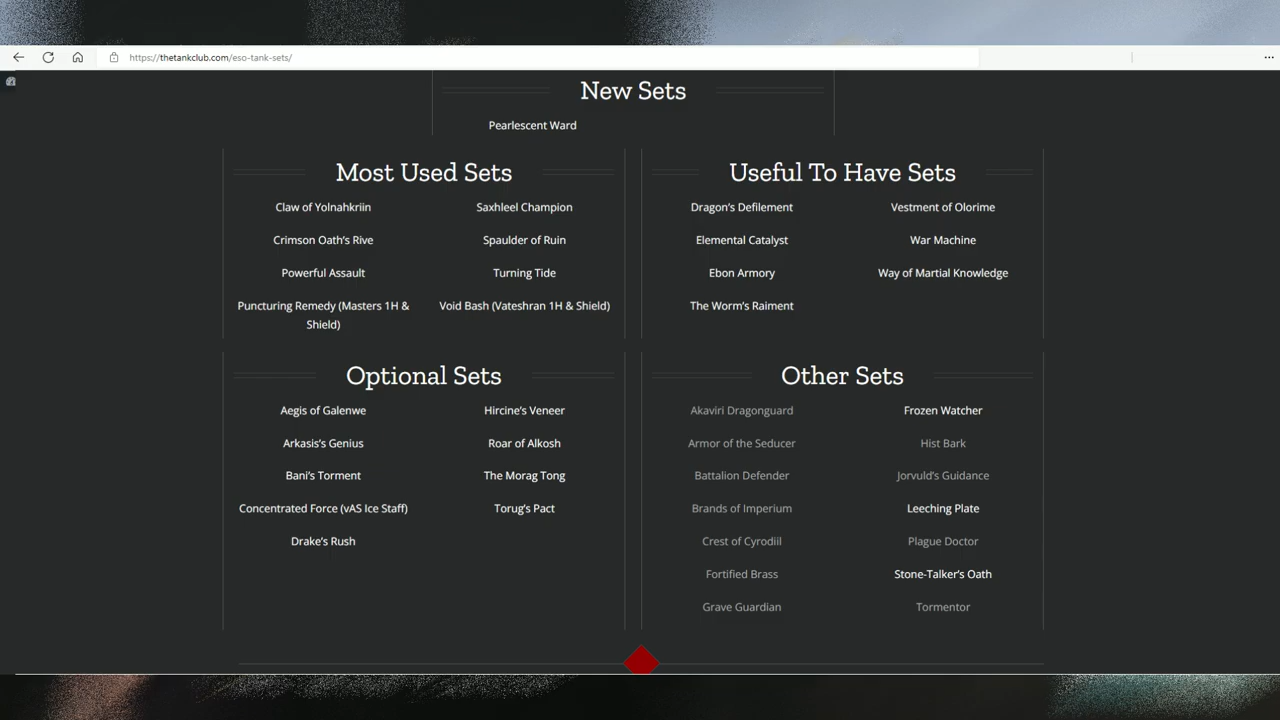 https://thetankclub.com/eso-tank-sets/
New Sets
Pearlescent Ward
Most Used Sets
Claw of Yolnahkriin
Saxhleel Champion
Crimson Oath's Rive
Spaulder of Ruin
Powerful Assault
Turning Tide
Puncturing Remedy (Masters 1H &
Shield)
Void Bash (Vateshran 1H & Shield)
Useful To Have Sets
Dragon's Defilement
Vestment of Olorime
Elemental Catalyst
War Machine
Ebon Armory
Way of Martial Knowledge
The Worm's Raiment
Optional Sets
Aegis of Galenwe
Hircine's Veneer
Arkasis's Genius
Roar of Alkosh
Bani's Torment
The Morag Tong
Concentrated Force (vAS Ice Staff)
Torug's Pact
Drake's Rush
Other Sets
Akaviri Dragonguard
Frozen Watcher
Armor of the Seducer
Hist Bark
Battalion Defender
Jorvuld's Guidance
Brands of Imperium
Leeching Plate
Crest of Cyrodiil
Plague Doctor
Fortified Brass
Stone-Talker's Oath
Grave Guardian
Tormentor